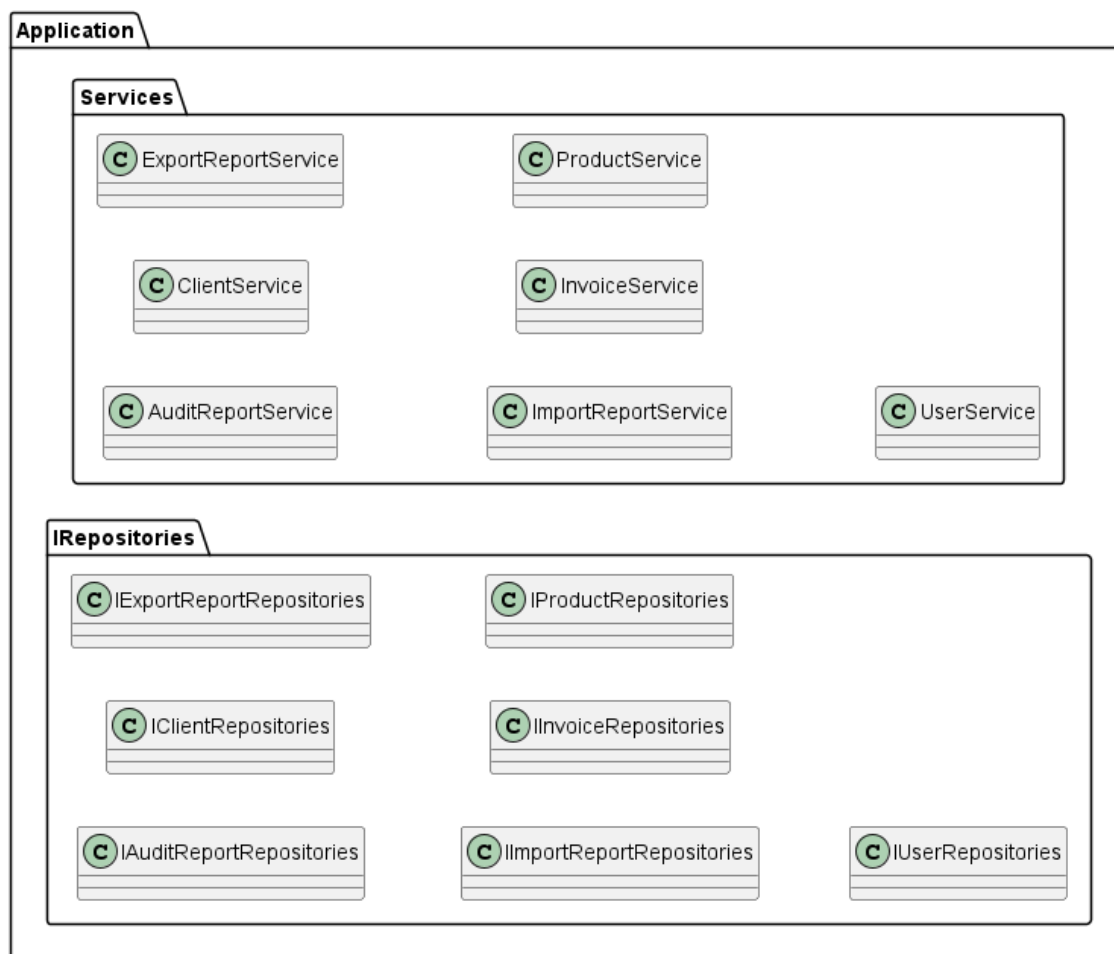 Application
Services
C ExportReportService
C ProductService
C ClientService
C InvoiceService
C AuditReportService
C ImportReportService
C UserService
IRepositories
C IExportReportRepositories
C IProductRepositories
C IClientRepositories
C IInvoiceRepositories
C IAuditReportRepositories
C IImportReportRepositories
C IUserRepositories